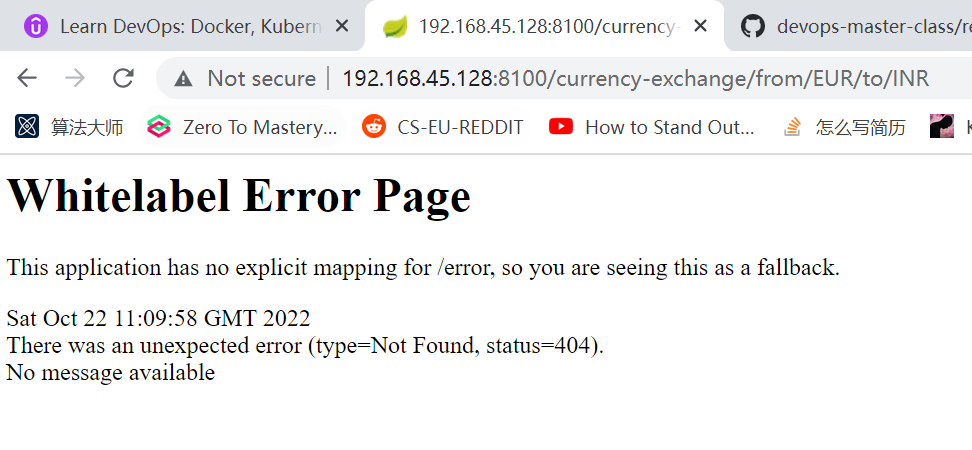 Learn DevOps: Docker, Kubern
192.168.45.128:8100/currency-
devops-master-class/re
Not secure | 192.168.45.128:8100/currency-exchange/from/EUR/to/INR
算法大师 Zero To Mastery... CS-EU-REDDIT How to Stand Out... 怎么写简历 K
Whitelabel Error Page
This application has no explicit mapping for /error, so you are seeing this as a fallback.
Sat Oct 22 11:09:58 GMT 2022
There was an unexpected error (type=Not Found, status=404).
No message available